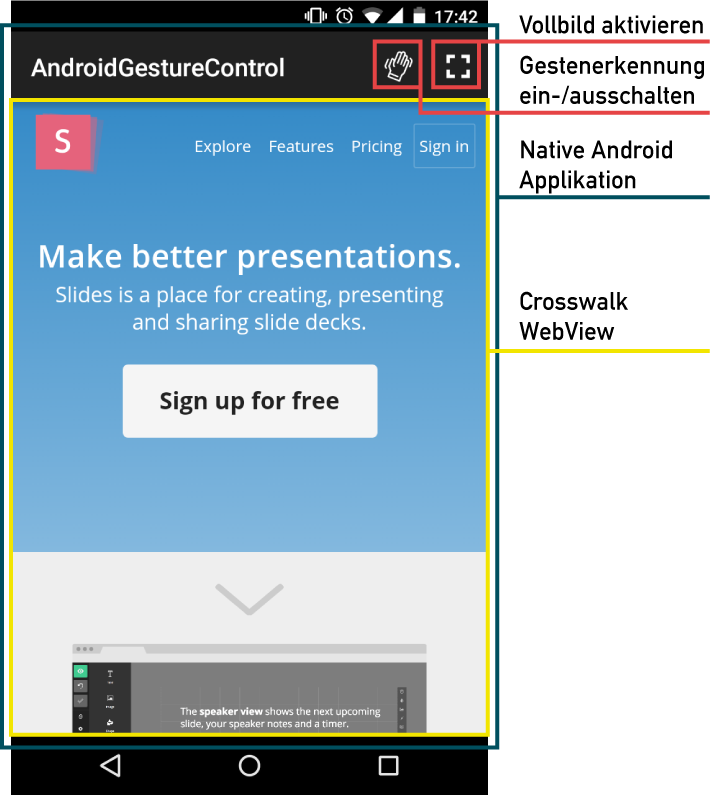 17:42
Vollbild aktivieren
AndroidGestureControl
Gestenerkennung
ein-/ausschalten
S
Explore Features Pricing Sign in
Native Android
Applikation
Make better presentations.
Slides is a place for creating, presenting
and sharing slide decks.
Crosswalk
WebView
Sign up for free
The speaker view shows the next upcoming
slide, your speaker notes and a timer.